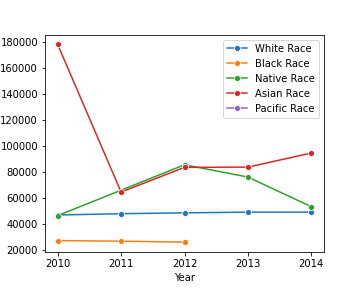 180000
160000
140000
120000
100000
80000
60000
40000
20000
White Race
Black Race
Native Race
Asian Race
Pacific Race
2010 2011 2012 2013 2014
Year